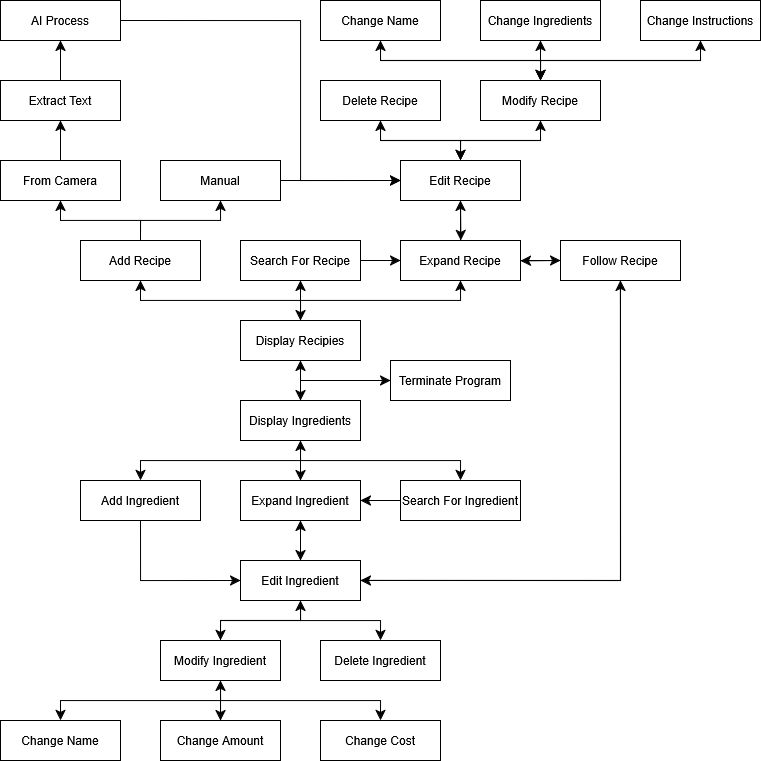 AI Process
Change Name
Change Ingredients
Change Instructions
Extract Text
Delete Recipe
Modify Recipe
From Camera
Manual
Edit Recipe
Add Recipe
Search For Recipe
Expand Recipe
Follow Recipe
Display Recipies
Terminate Program
Display Ingredients
Add Ingredient
Expand Ingredient
Search For Ingredient
Edit Ingredient
Modify Ingredient
Delete Ingredient
Change Name
Change Amount
Change Cost